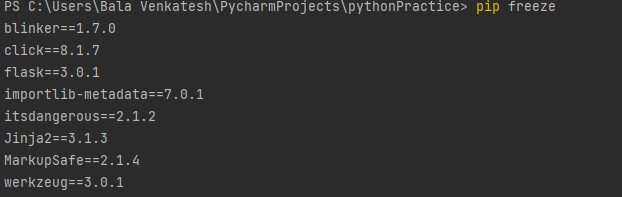 PS C:\Users\Bala Venkatesh\PycharmProjects\pythonPractice> pip freeze
blinker==1.7.0
click==8.1.7
flask==3.0.1
importlib-metadata==7.0.1
itsdangerous==2.1.2
Jinja2==3.1.3
MarkupSafe==2.1.4
werkzeug==3.0.1